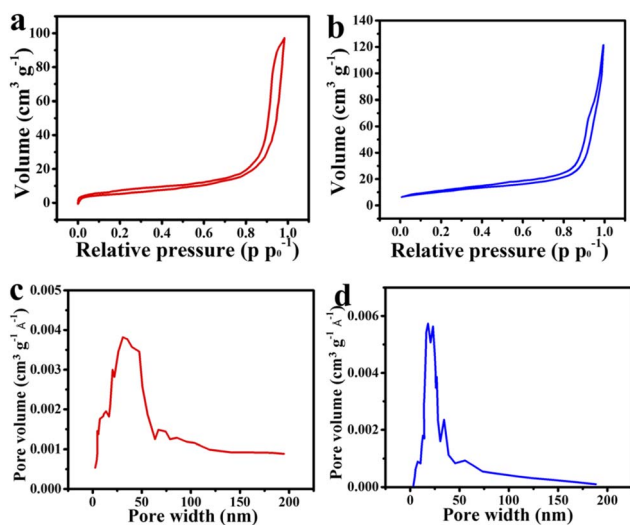 a
Volume (cm³ g⁻¹)
100
80
60
40
20
0
0.0 0.2 0.4 0.6 0.8 1.0
Relative pressure (p p₀⁻¹)
b
Volume (cm³ g⁻¹)
140
120
100
80
60
40
20
0
0.0 0.2 0.4 0.6 0.8 1.0
Relative pressure (p p₀⁻¹)
c
Pore volume (cm³ g⁻¹ Å⁻¹)
0.005
0.004
0.003
0.002
0.001
0.000
0 50 100 150 200
Pore width (nm)
d
Pore volume (cm³ g⁻¹ Å⁻¹)
0.006
0.004
0.002
0.000
0 50 100 150 200
Pore width (nm)